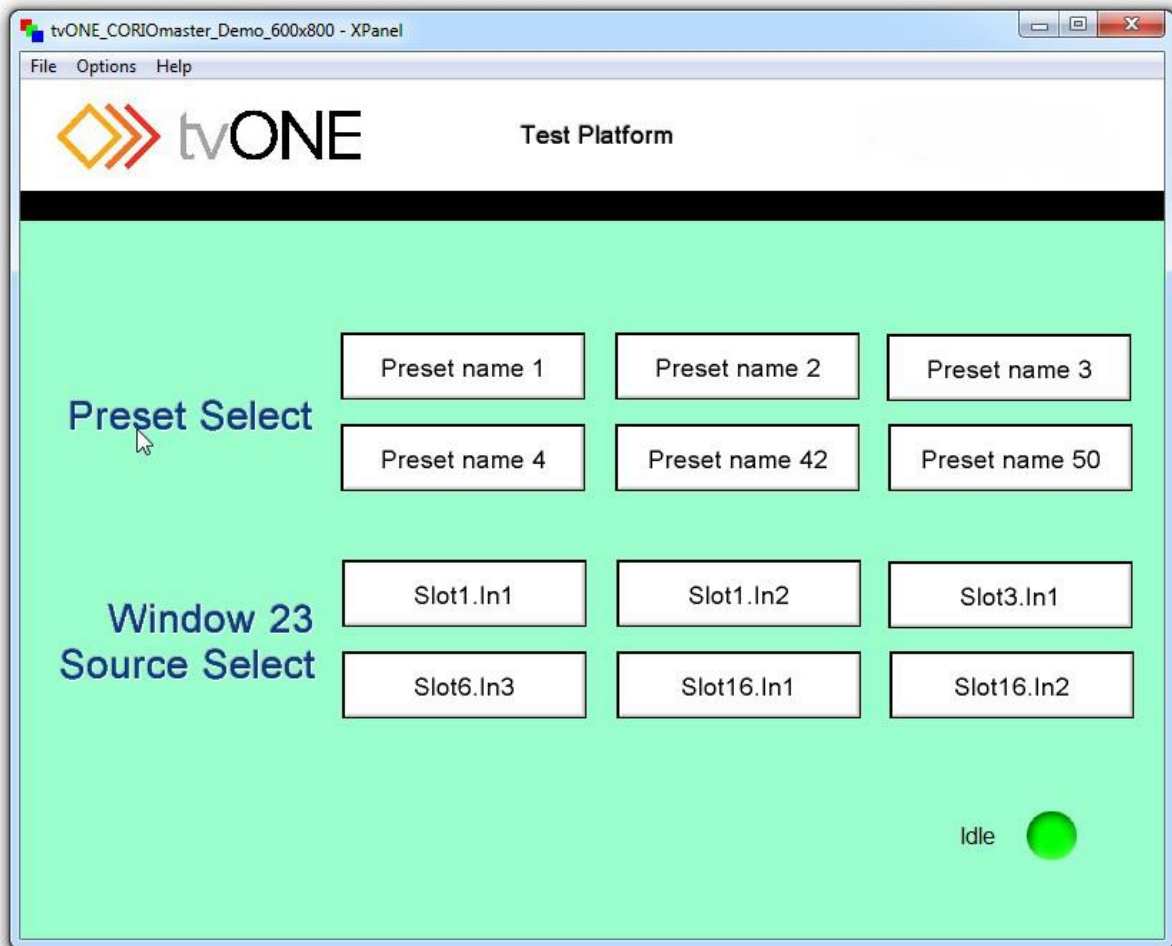 tvONE_CORIOmaster_Demo_600x800 - XPanel
File Options Help
tvONE
Test Platform
Preset Select
Preset name 1
Preset name 2
Preset name 3
Preset name 4
Preset name 42
Preset name 50
Window 23
Source Select
Slot1.In1
Slot1.In2
Slot3.In1
Slot6.In3
Slot16.In1
Slot16.In2
Idle